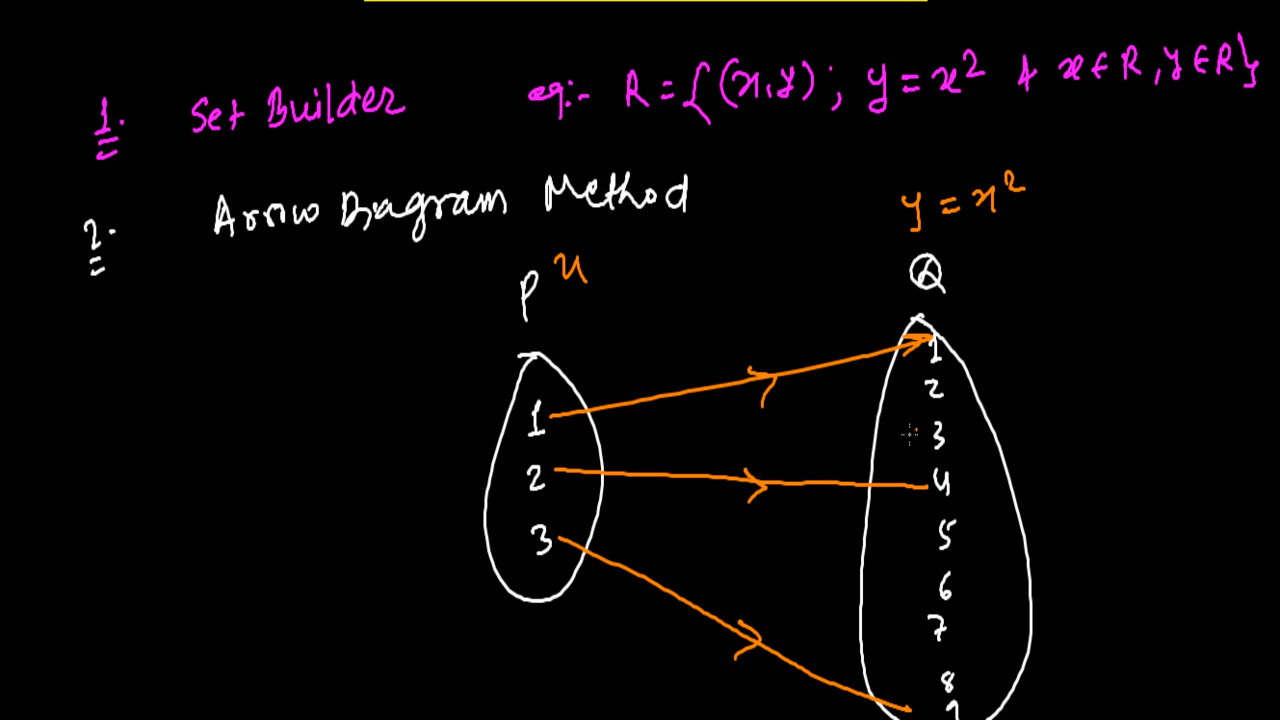 1. Set Builder eg:- R = {(x,y); y = x² & x ∈ R, y ∈ R}
2. Arrow Diagram Method
y = x²
P x
Q
1
2
3
1
2
3
4
5
6
7
8
9